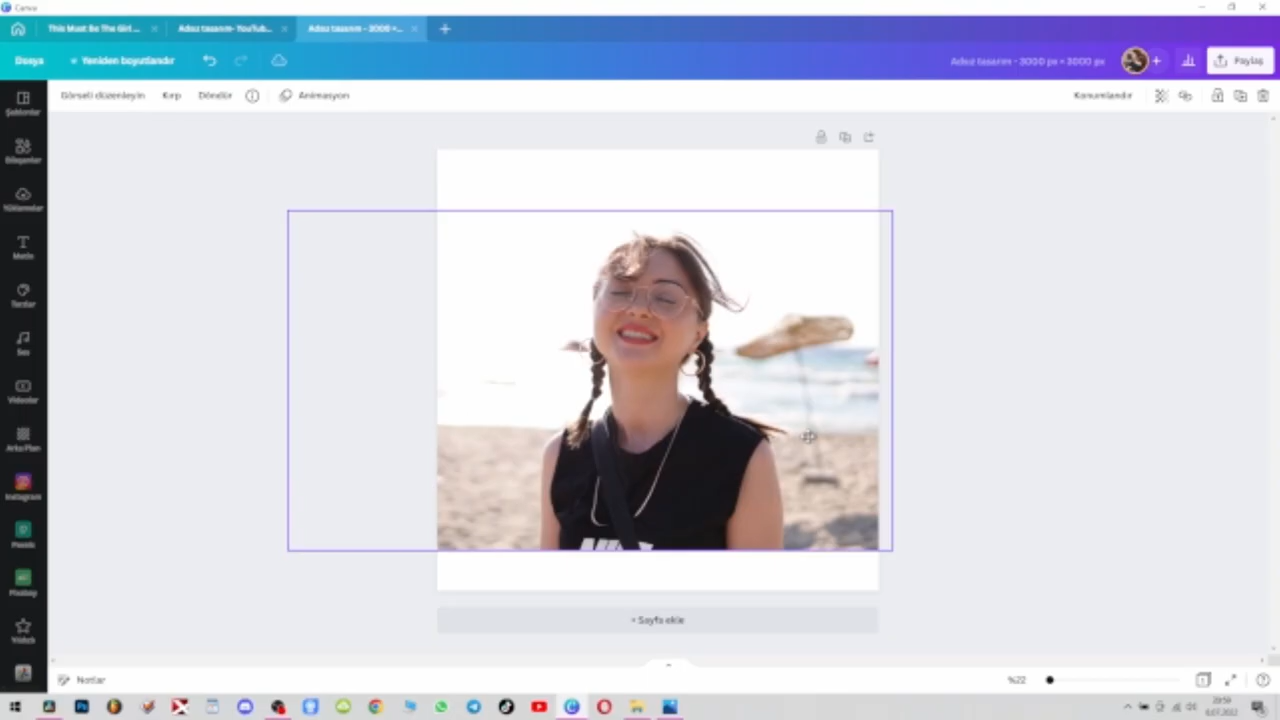 Canva
This Must Be The Girl ...
Adsız tasarım - YouTub...
Adsız tasarım - 3000 ×...
Dosya
Yeniden boyutlandır
Adsız tasarım - 3000 px × 3000 px
Paylaş
Görseli düzenleyin
Kırp
Döndür
Animasyon
Konumlandır
Şablonlar
Bileşenler
Yüklemeler
Metin
Tarzlar
Ses
Videolar
Arka Plan
Instagram
Pexels
Pixabay
Yıldızlı
+ Sayfa ekle
Notlar
%22
20:59